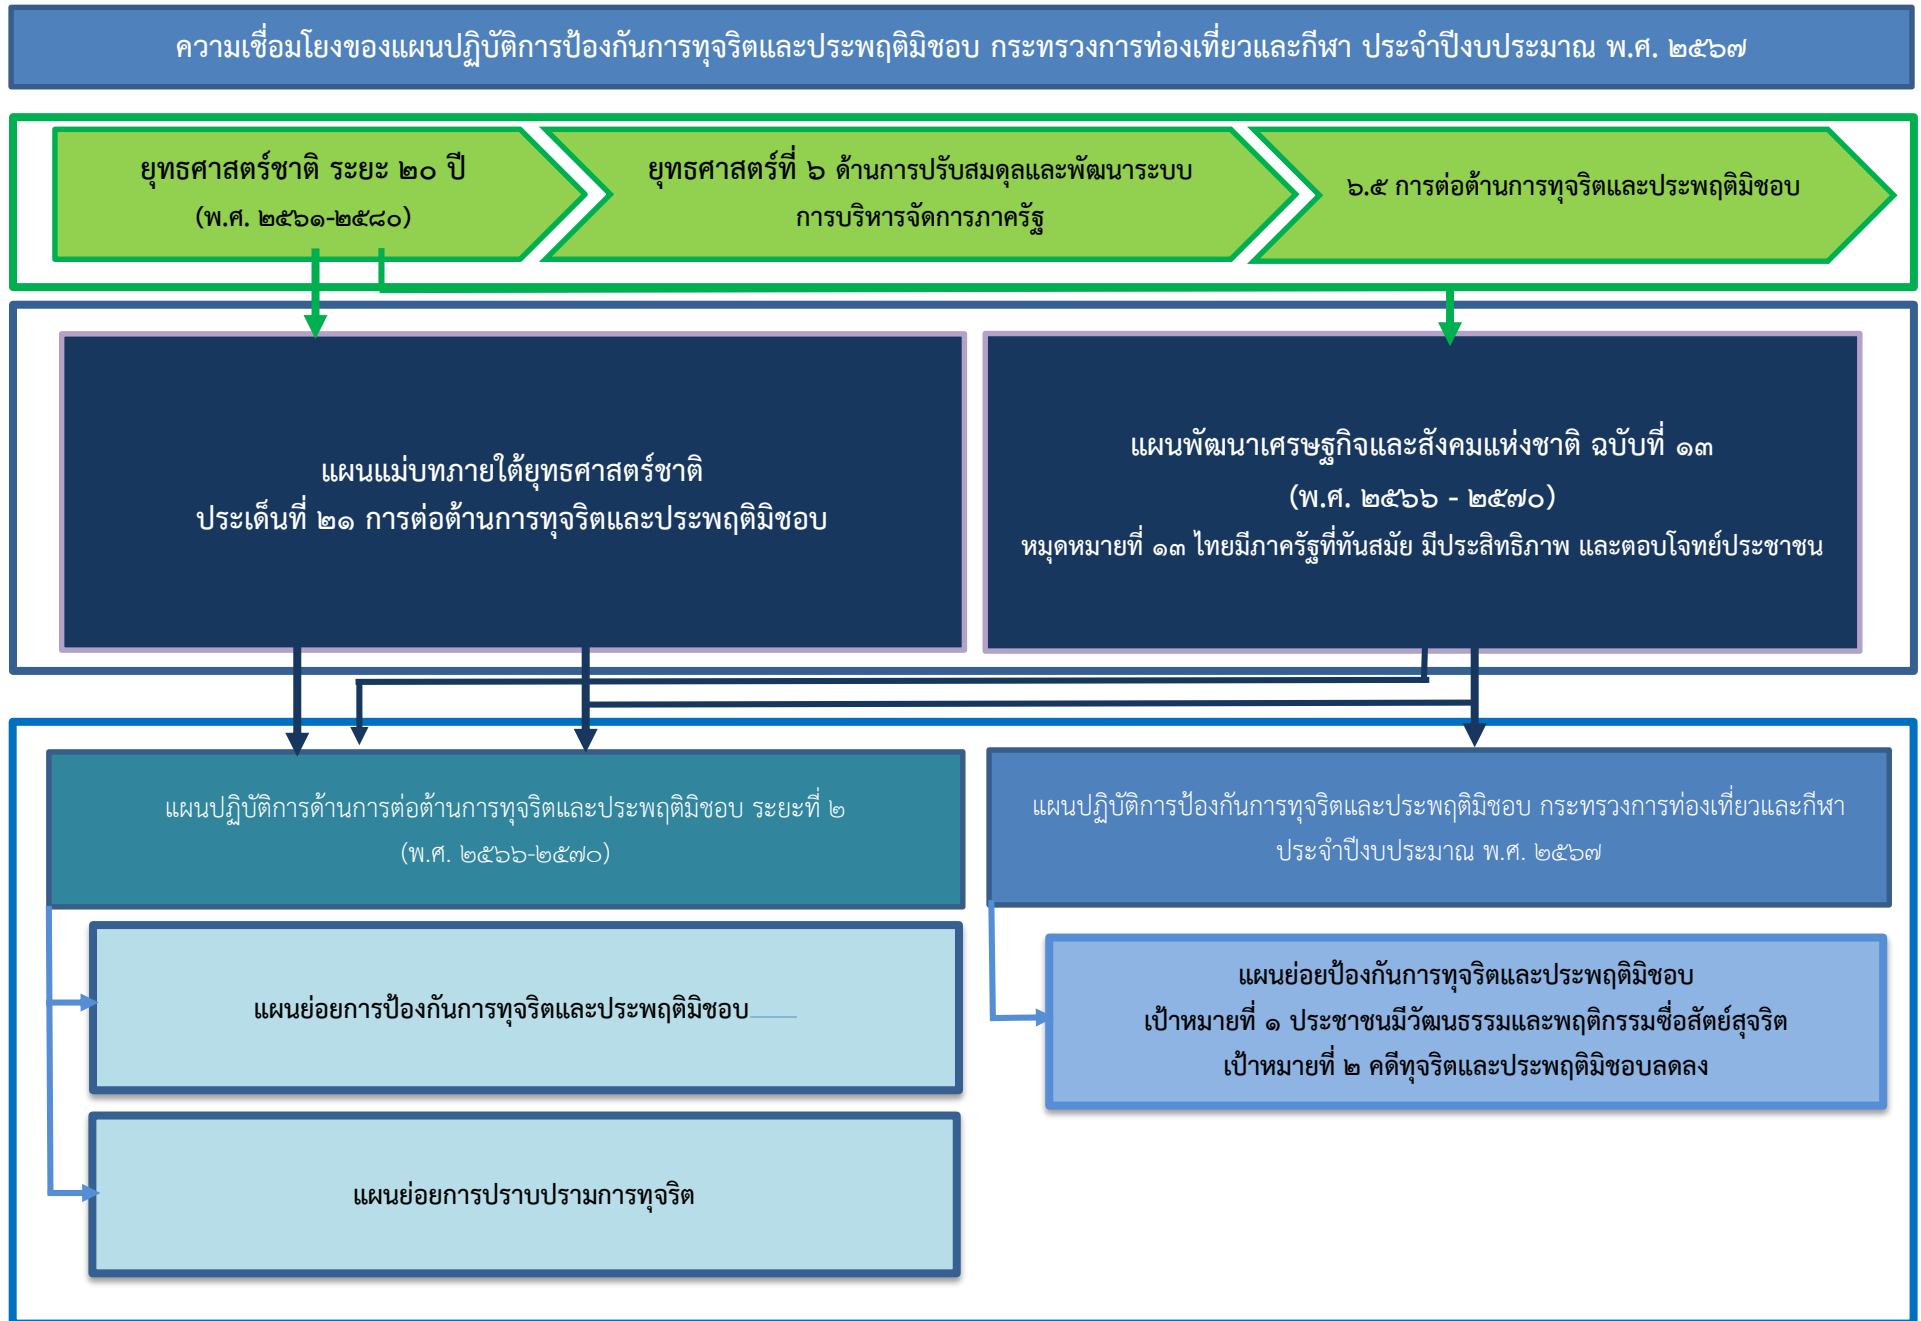 ความเชื่อมโยงของแผนปฏิบัติการป้องกันการทุจริตและประพฤติมิชอบ กระทรวงการท่องเที่ยวและกีฬา ประจำปีงบประมาณ พ.ศ. ๒๕๖๗
ยุทธศาสตร์ชาติ ระยะ ๒๐ ปี
(พ.ศ. ๒๕๖๑-๒๕๘๐)
ยุทธศาสตร์ที่ ๖ ด้านการปรับสมดุลและพัฒนาระบบ
การบริหารจัดการภาครัฐ
๖.๕ การต่อต้านการทุจริตและประพฤติมิชอบ
แผนแม่บทภายใต้ยุทธศาสตร์ชาติ
ประเด็นที่ ๒๑ การต่อต้านการทุจริตและประพฤติมิชอบ
แผนพัฒนาเศรษฐกิจและสังคมแห่งชาติ ฉบับที่ ๑๓
(พ.ศ. ๒๕๖๖ - ๒๕๗๐)
หมุดหมายที่ ๑๓ ไทยมีภาครัฐที่ทันสมัย มีประสิทธิภาพ และตอบโจทย์ประชาชน
แผนปฏิบัติการด้านการต่อต้านการทุจริตและประพฤติมิชอบ ระยะที่ ๒
(พ.ศ. ๒๕๖๖-๒๕๗๐)
แผนย่อยการป้องกันการทุจริตและประพฤติมิชอบ
แผนย่อยการปราบปรามการทุจริต
แผนปฏิบัติการป้องกันการทุจริตและประพฤติมิชอบ กระทรวงการท่องเที่ยวและกีฬา
ประจำปีงบประมาณ พ.ศ. ๒๕๖๗
แผนย่อยป้องกันการทุจริตและประพฤติมิชอบ
เป้าหมายที่ ๑ ประชาชนมีวัฒนธรรมและพฤติกรรมซื่อสัตย์สุจริต
เป้าหมายที่ ๒ คดีทุจริตและประพฤติมิชอบลดลง